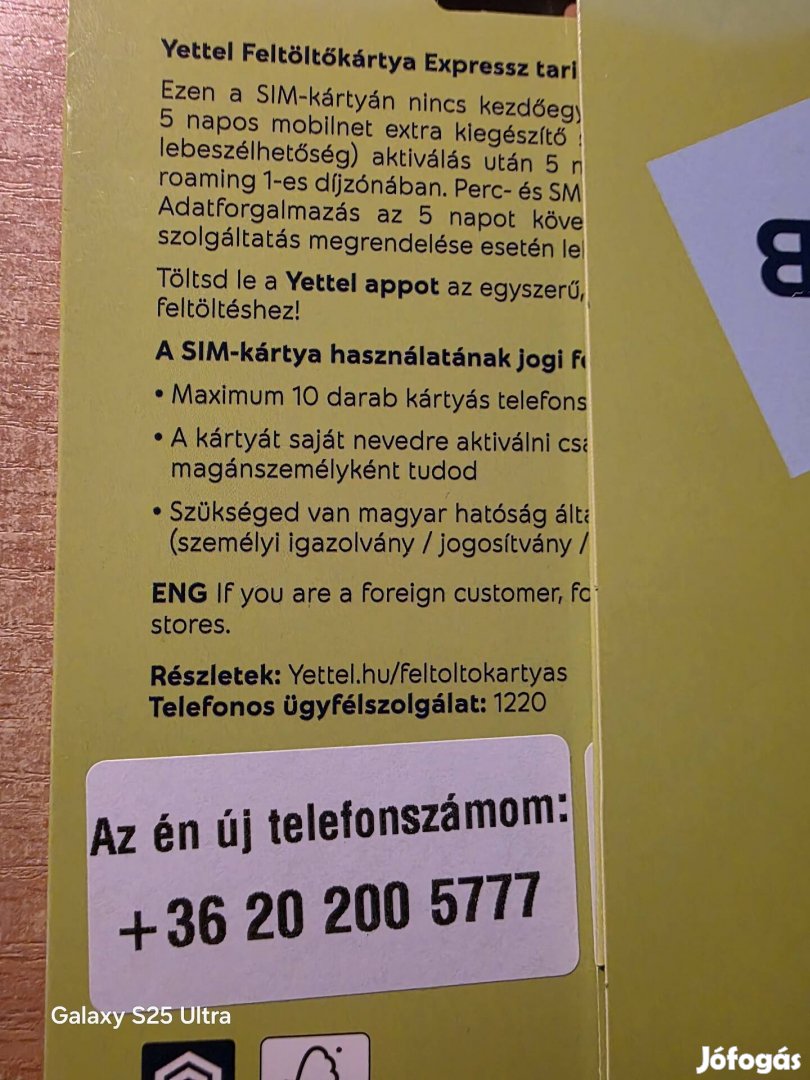 Yettel Feltöltőkártya Expressz tari
Ezen a SIM-kártyán nincs kezdőegy
5 napos mobilnet extra kiegészítő
lebeszélhetőség) aktiválás után 5 n
roaming 1-es díjzónában. Perc- és SM
Adatforgalmazás az 5 napot köve
szolgáltatás megrendelése esetén le
Töltsd le a Yettel appot az egyszerű,
feltöltéshez!
A SIM-kártya használatának jogi fe
• Maximum 10 darab kártyás telefons
• A kártyát saját nevedre aktiválni csa
magánszemélyként tudod
• Szükséged van magyar hatóság álta
(személyi igazolvány / jogosítvány /
ENG If you are a foreign customer, fo
stores.
Részletek: Yettel.hu/feltoltokartyas
Telefonos ügyfélszolgálat: 1220
Az én új telefonszámom:
+36 20 200 5777
Galaxy S25 Ultra
Jófogás